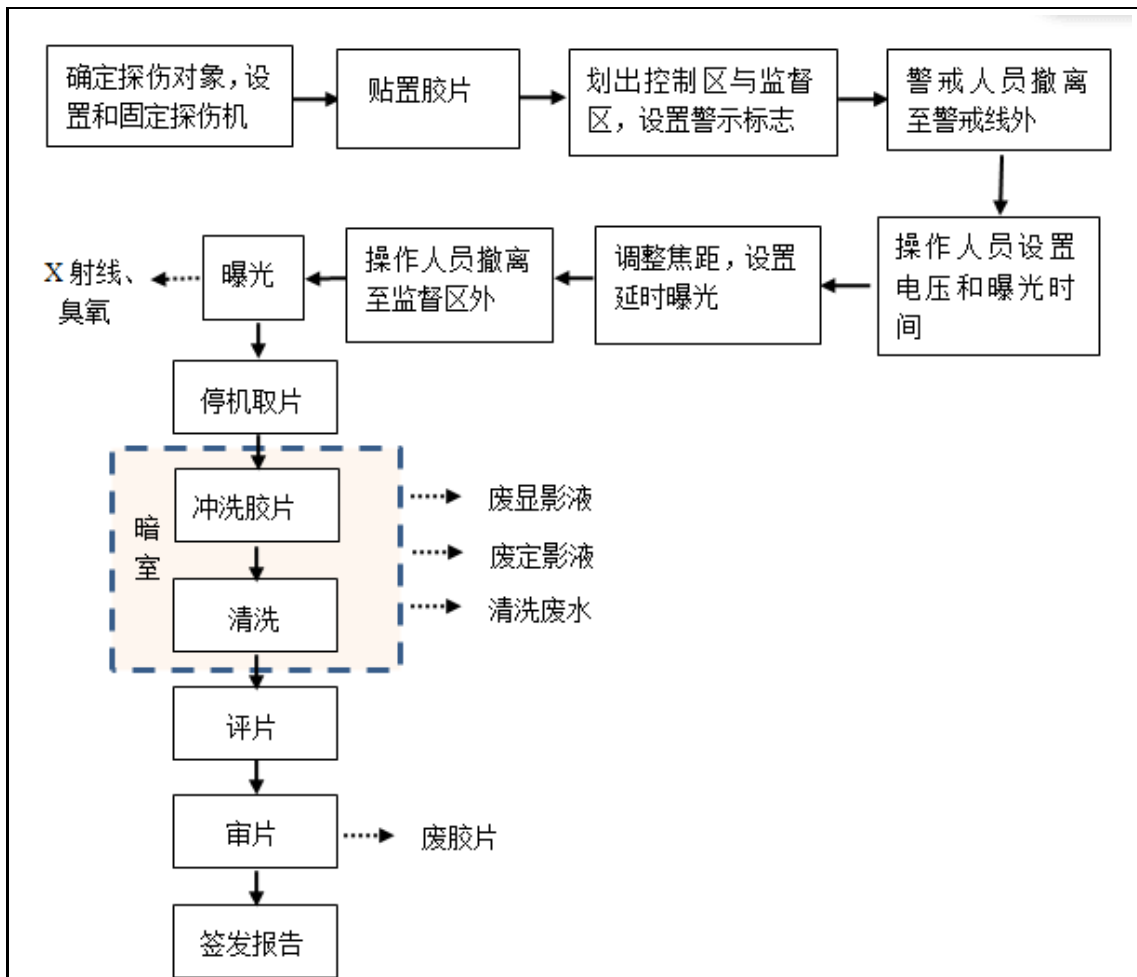 确定探伤对象，设
置和固定探伤机
贴置胶片
划出控制区与监督
区，设置警示标志
警戒人员撤离
至警戒线外
操作人员设置
电压和曝光时
间
调整焦距，设置
延时曝光
操作人员撤离
至监督区外
曝光
X 射线、
臭氧
停机取片
暗
室
冲洗胶片
废显影液
废定影液
清洗
清洗废水
评片
审片
废胶片
签发报告